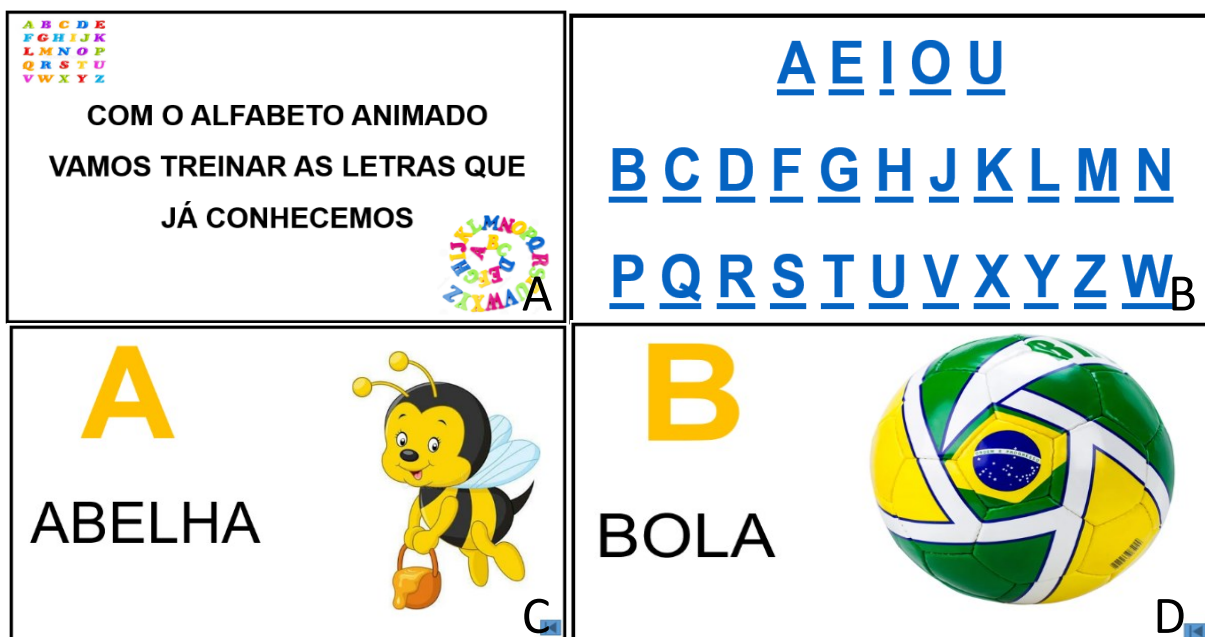 A B C D E
F G H I J K
L M N O P
Q R S T U
V W X Y Z
COM O ALFABETO ANIMADO
VAMOS TREINAR AS LETRAS QUE
JÁ CONHECEMOS
A B C D E F G H I J K L M N O P Q R S T U V W X Y Z
A
A E I O U
B C D F G H J K L M N
P Q R S T U V X Y Z W
B
A
ABELHA
C
B
BOLA
D